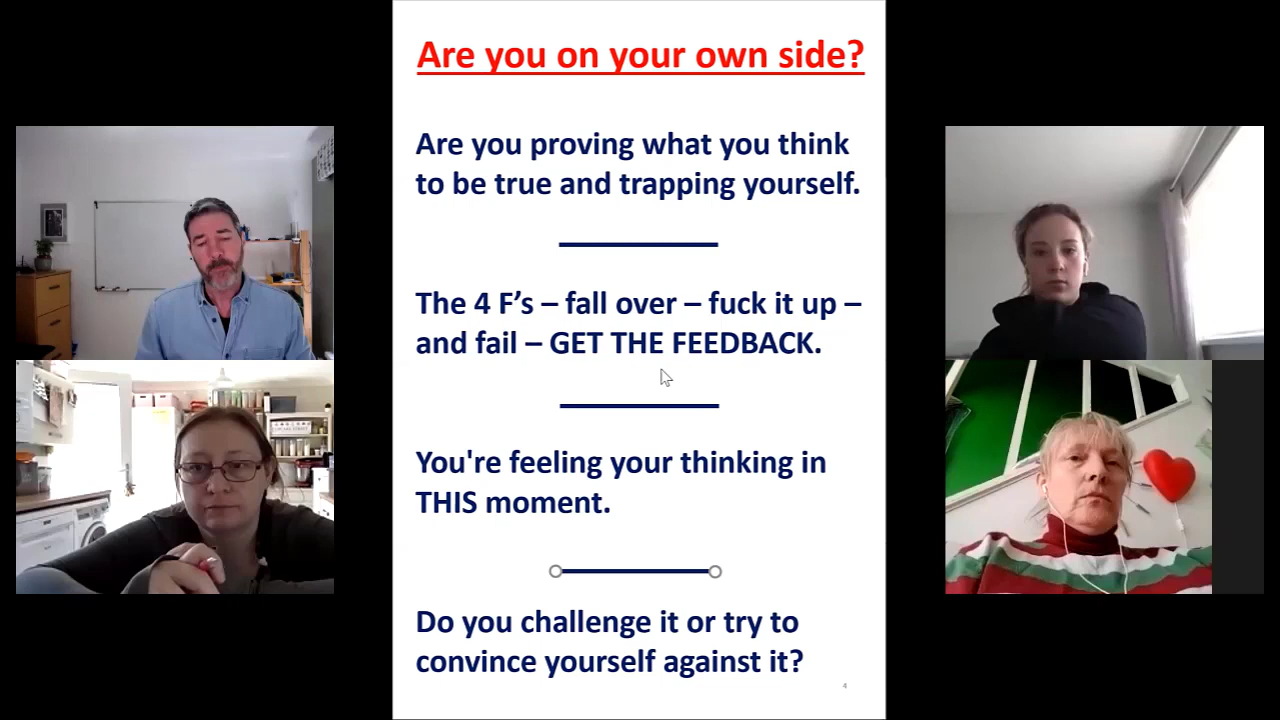 Are you on your own side?
Are you proving what you think
to be true and trapping yourself.
The 4 F’s – fall over – fuck it up –
and fail – GET THE FEEDBACK.
You're feeling your thinking in
THIS moment.
Do you challenge it or try to
convince yourself against it?
4